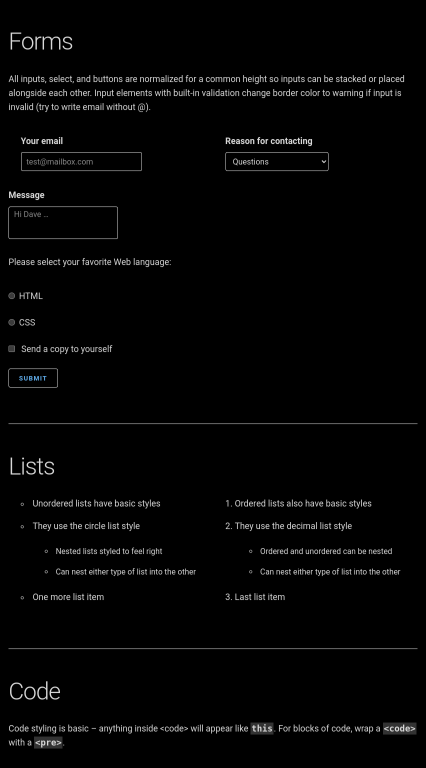 Forms
All inputs, select, and buttons are normalized for a common height so inputs can be stacked or placed
alongside each other. Input elements with built-in validation change border color to warning if input is
invalid (try to write email without @).
Your email
test@mailbox.com
Reason for contacting
Questions
Message
Hi Dave …
Please select your favorite Web language:
HTML
CSS
Send a copy to yourself
SUBMIT
Lists
Unordered lists have basic styles
They use the circle list style
Nested lists styled to feel right
Can nest either type of list into the other
One more list item
1. Ordered lists also have basic styles
2. They use the decimal list style
Ordered and unordered can be nested
Can nest either type of list into the other
3. Last list item
Code
Code styling is basic – anything inside <code> will appear like this. For blocks of code, wrap a <code>
with a <pre>.